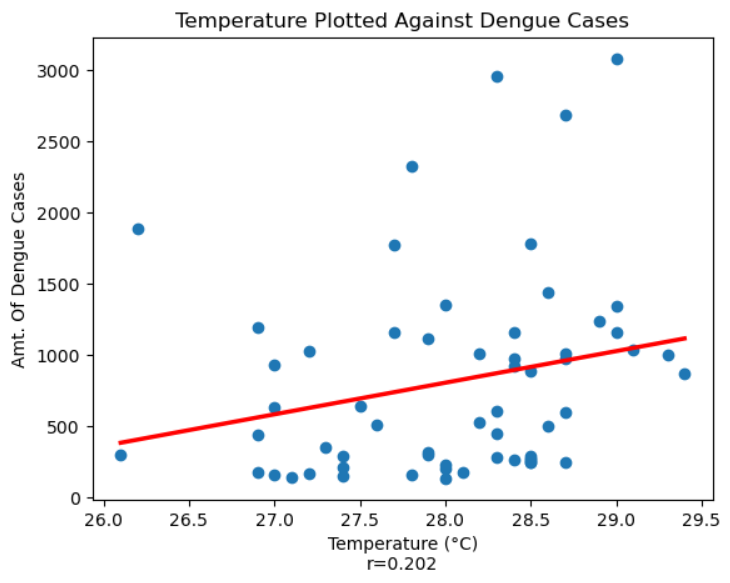 Temperature Plotted Against Dengue Cases
3000
2500
2000
1500
1000
500
0
Amt. Of Dengue Cases
26.0 26.5 27.0 27.5 28.0 28.5 29.0 29.5
Temperature (°C)
r=0.202